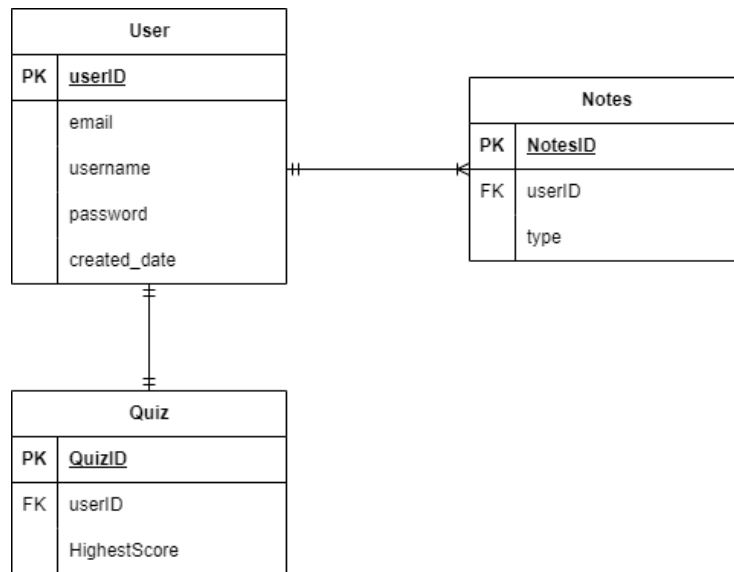 User
PK userID
email
username
password
created_date
Notes
PK NotesID
FK userID
type
Quiz
PK QuizID
FK userID
HighestScore